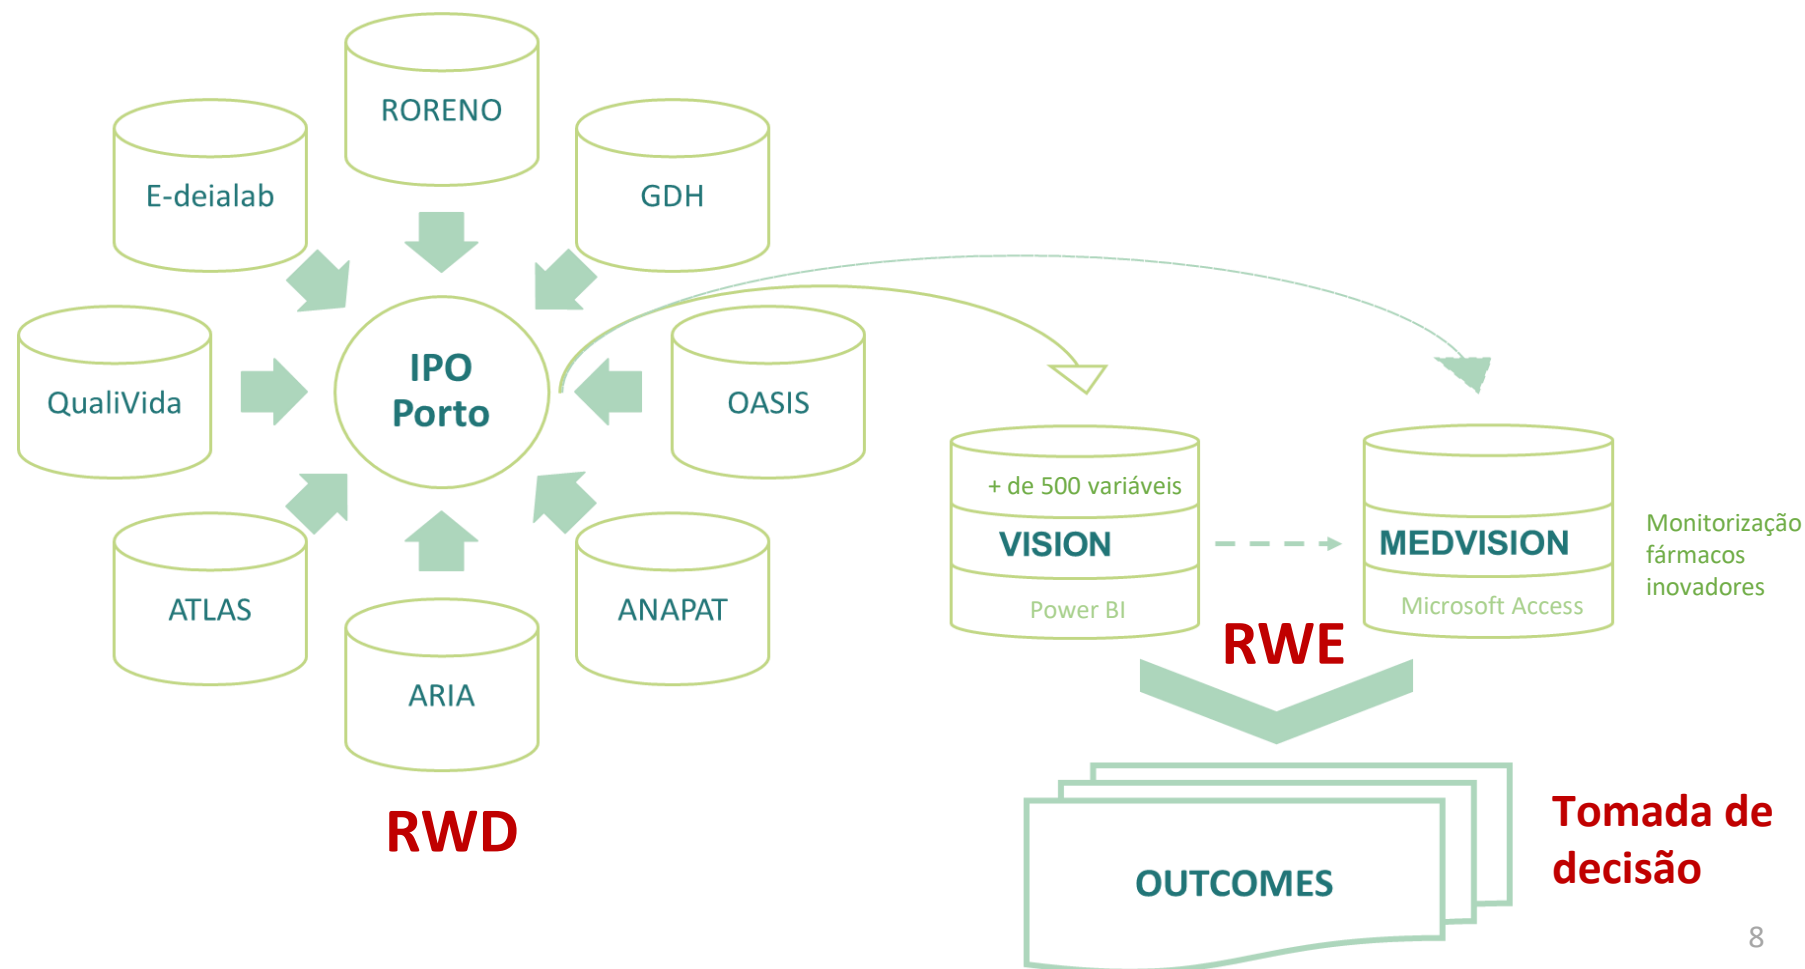 RORENO
E-deialab
GDH
QualiVida
IPO
Porto
OASIS
ATLAS
ANAPAT
ARIA
RWD
+ de 500 variáveis
VISION
Power BI
MEDVISION
Microsoft Access
Monitorização
fármacos
inovadores
RWE
OUTCOMES
Tomada de
decisão
8